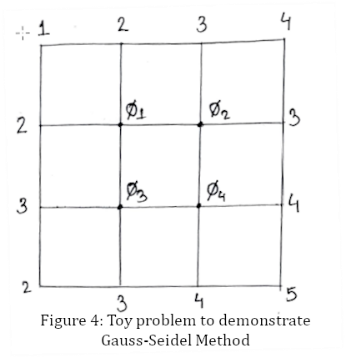 1 2 3 4
Ø1 Ø2
2 3
Ø3 Ø4
3 4
2 3 4 5
Figure 4: Toy problem to demonstrate
Gauss-Seidel Method